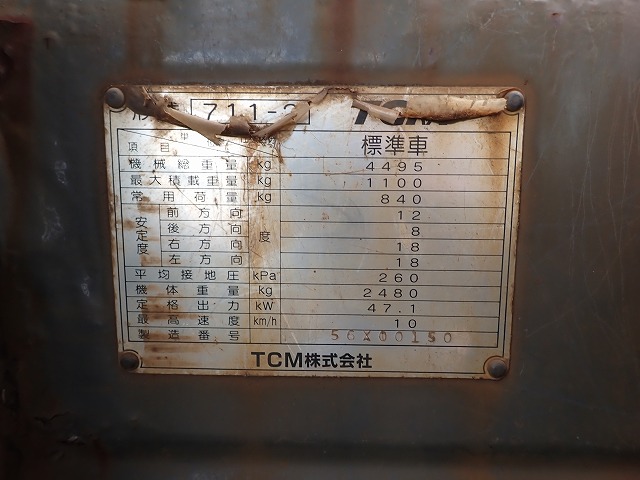 711-2 TCM
項目 標準車
機械総重量 kg 4495
最大積載重量 kg 1100
常用荷重 kg 840
安定度 前方向 度 12
後方向 8
右方向 18
左方向 18
平均接地圧 kPa 260
機体重量 kg 2480
定格出力 kW 47.1
最高速度 km/h 10
製造番号 56X00150
TCM株式会社